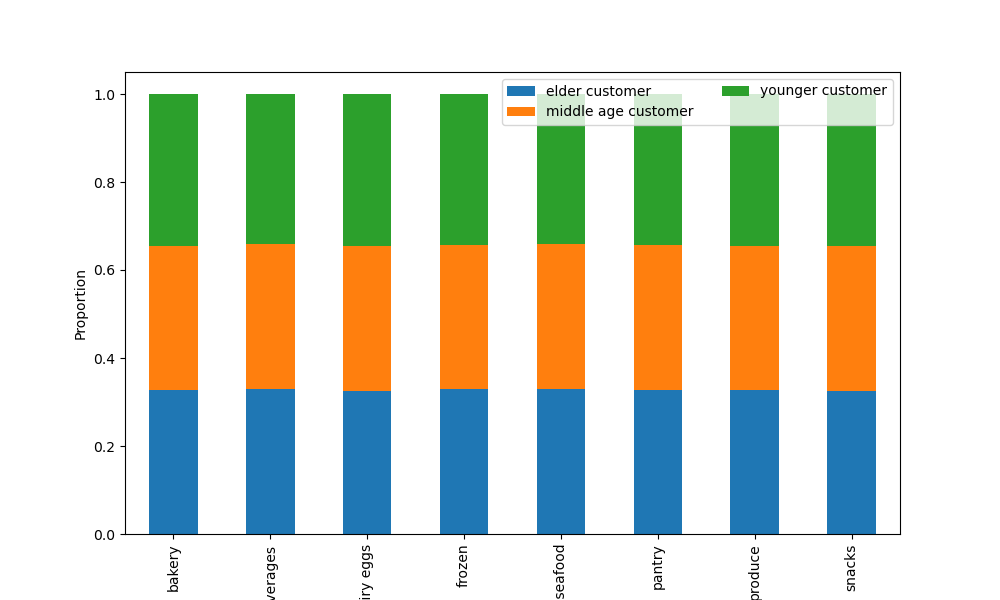 elder customer
middle age customer
younger customer
Proportion
1.0
0.8
0.6
0.4
0.2
0.0
bakery
verages
iry eggs
frozen
seafood
pantry
produce
snacks